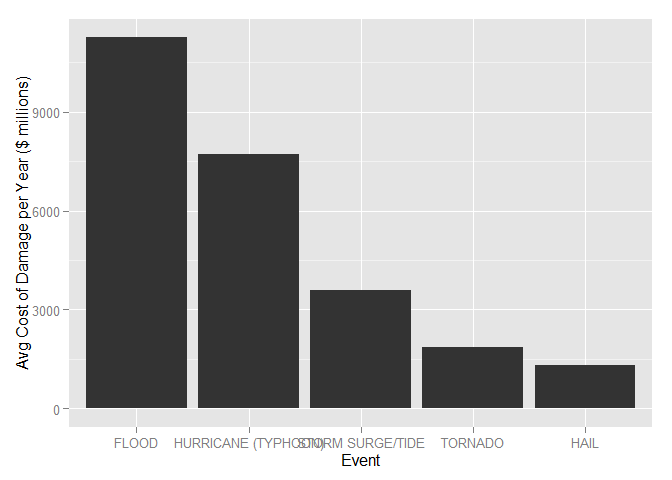 Avg Cost of Damage per Year ($ millions)
9000
6000
3000
0
FLOOD
HURRICANE (TYPHOON)
STORM SURGE/TIDE
TORNADO
HAIL
Event